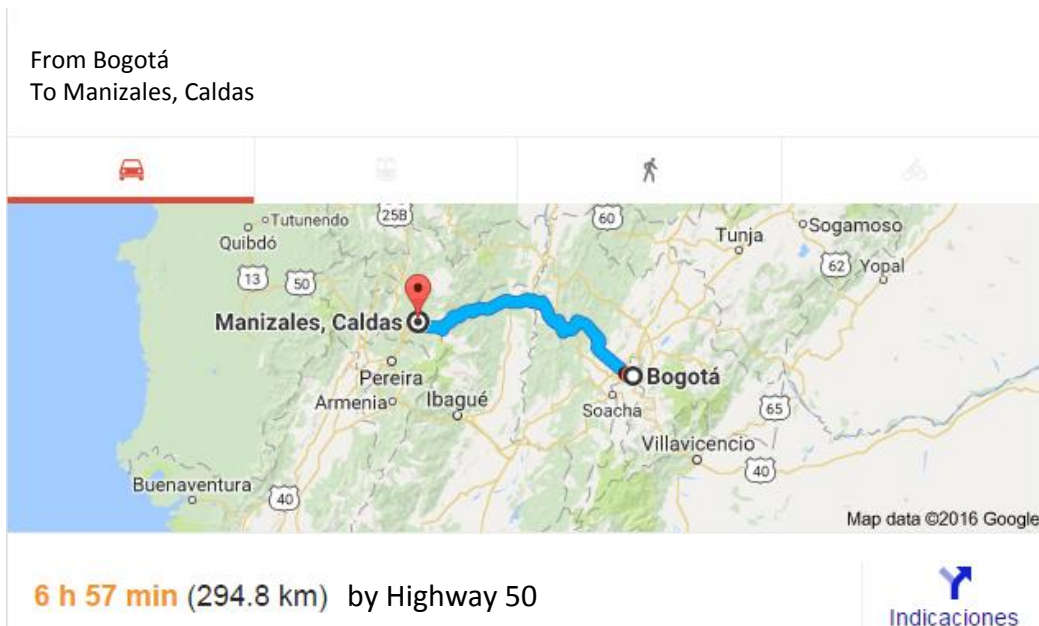 From Bogotá
To Manizales, Caldas
Tutunendo
25B
60
Tunja
Sogamoso
Quibdó
62
Yopal
13
50
Manizales, Caldas
Pereira
Bogotá
Armenia
Ibagué
Soacha
65
Villavicencio
40
Buenaventura
40
Map data ©2016 Google
6 h 57 min (294.8 km) by Highway 50
Indicaciones